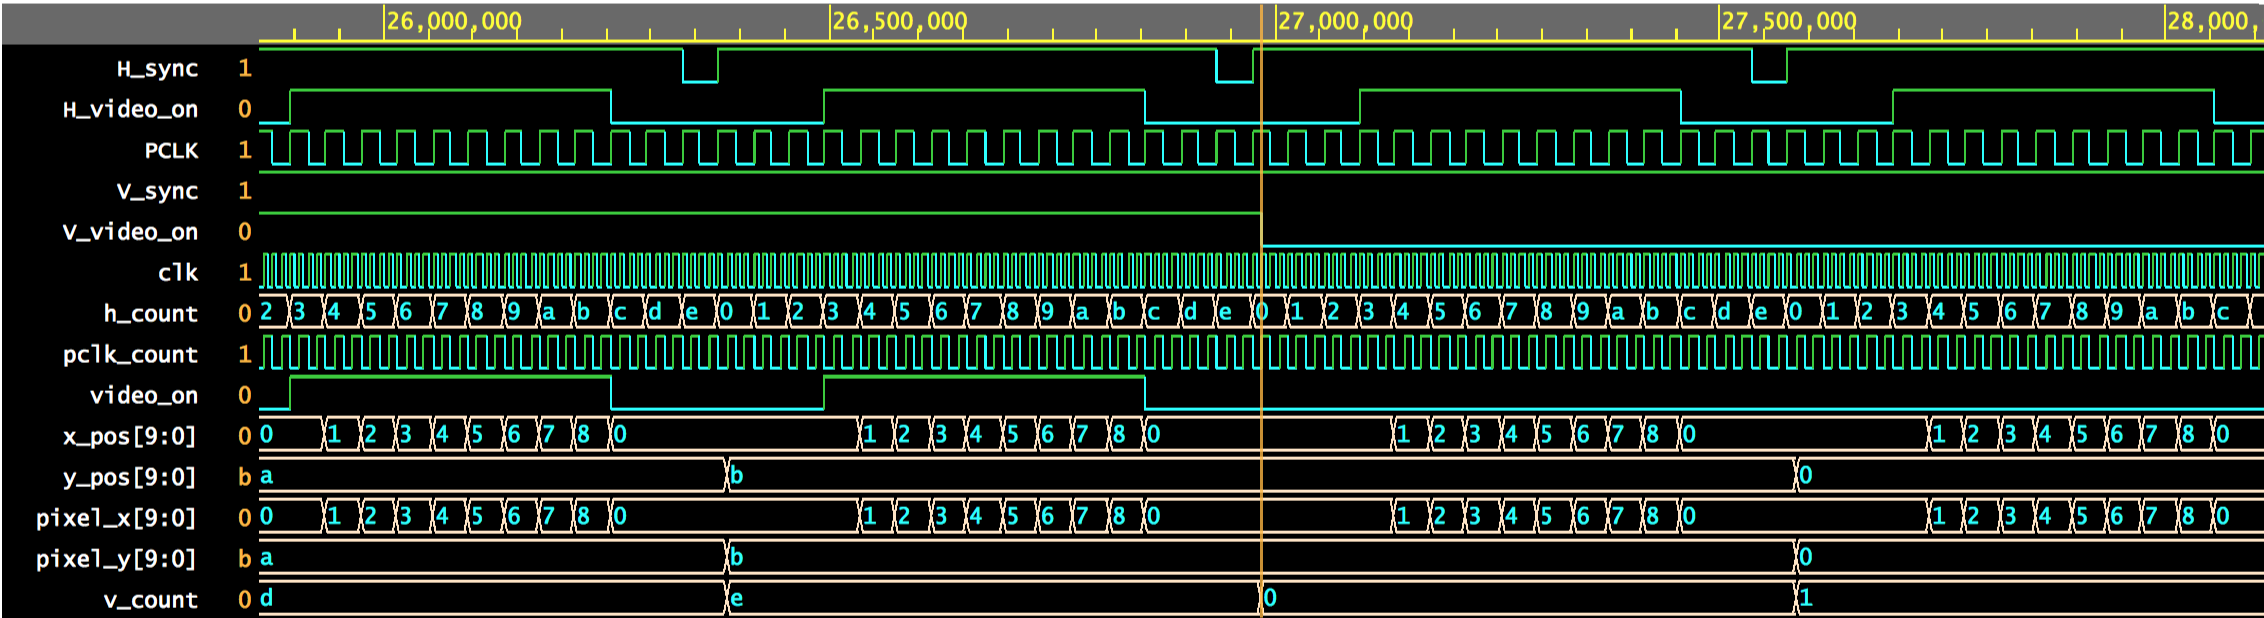 26,000,000 26,500,000 27,000,000 27,500,000 28,000,
H_sync 1
H_video_on 0
PCLK 1
V_sync 1
V_video_on 0
clk 1
h_count 0 2 3 4 5 6 7 8 9 a b c d e 0 1 2 3 4 5 6 7 8 9 a b c d e 0 1 2 3 4 5 6 7 8 9 a b c d e 0 1 2 3 4 5 6 7 8 9 a b c
pclk_count 1
video_on 0
x_pos[9:0] 0 0 1 2 3 4 5 6 7 8 0 1 2 3 4 5 6 7 8 0 1 2 3 4 5 6 7 8 0 1 2 3 4 5 6 7 8 0
y_pos[9:0] b a b 0
pixel_x[9:0] 0 0 1 2 3 4 5 6 7 8 0 1 2 3 4 5 6 7 8 0 1 2 3 4 5 6 7 8 0 1 2 3 4 5 6 7 8 0
pixel_y[9:0] b a b 0
v_count 0 d e 0 1